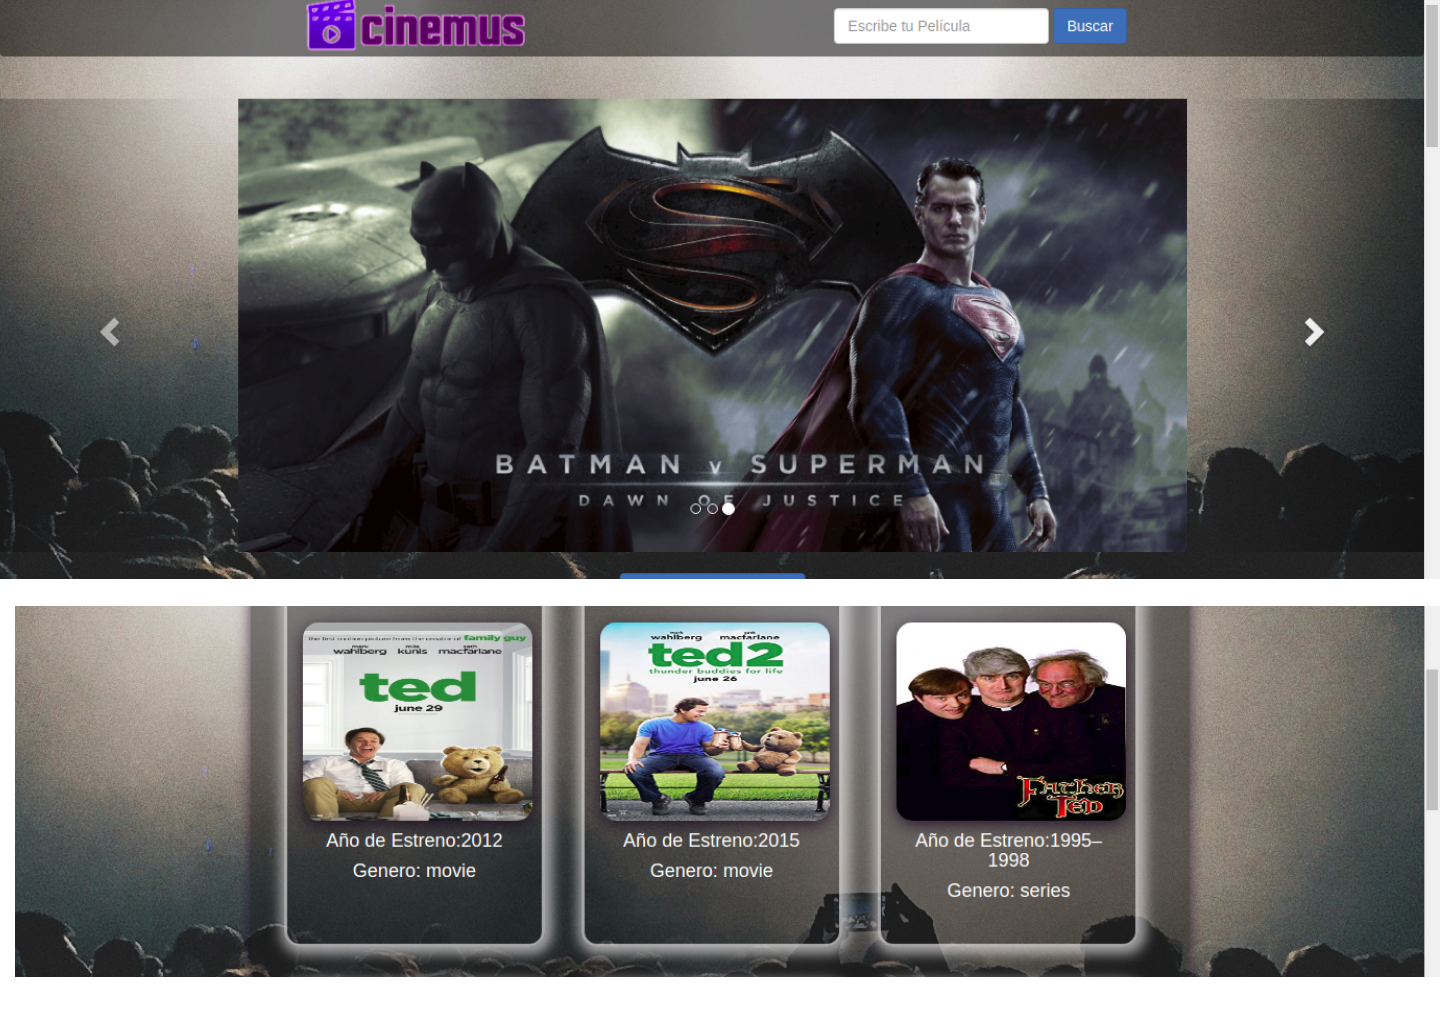 cinemus
Escribe tu Película
Buscar
BATMAN v SUPERMAN
DAWN OF JUSTICE
the first motion picture from the creator of family guy
mark wahlberg mila kunis seth macfarlane
ted
june 29
mark wahlberg seth macfarlane
ted2
thunder buddies for life
june 26
Father
Ted
Año de Estreno:2012
Genero: movie
Año de Estreno:2015
Genero: movie
Año de Estreno:1995–
1998
Genero: series